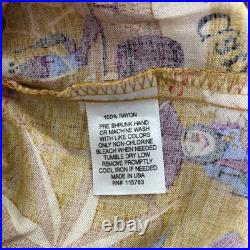 100% RAYON
PRE SHRUNK HAND
OR MACHINE WASH
WITH LIKE COLORS
ONLY NON-CHLORINE
BLEACH WHEN NEEDED
TUMBLE DRY LOW
REMOVE PROMPTLY
COOL IRON IF NEEDED
MADE IN USA
RN# 115763